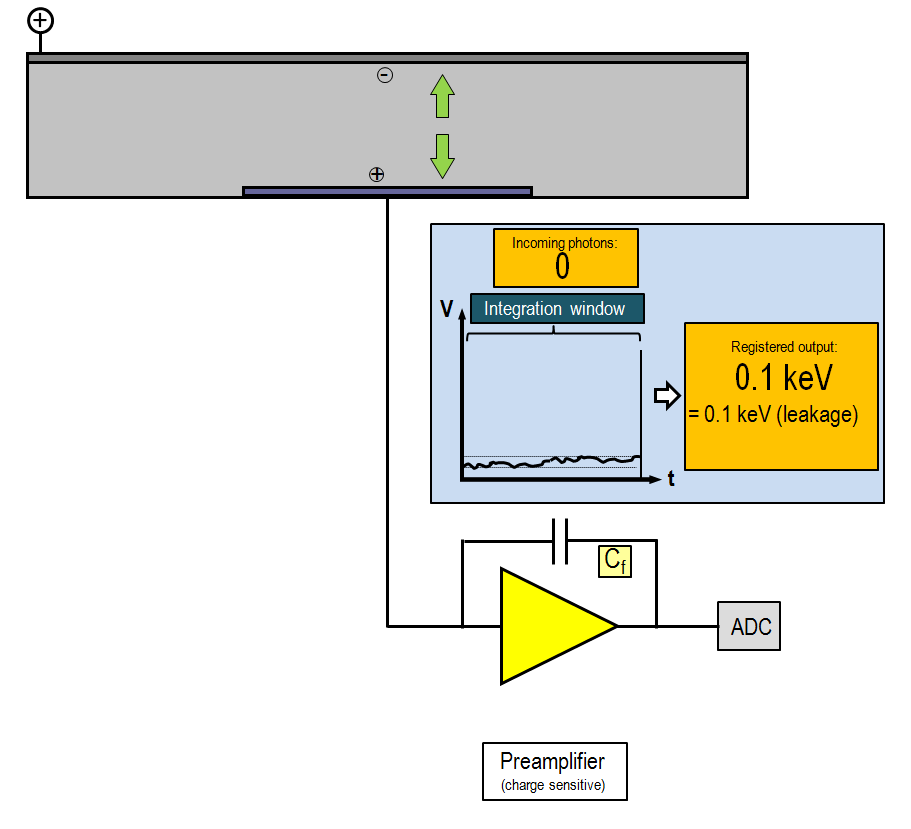 +
−
+
Incoming photons:
0
Integration window
V
Registered output:
0.1 keV
= 0.1 keV (leakage)
t
Cf
ADC
Preamplifier
(charge sensitive)